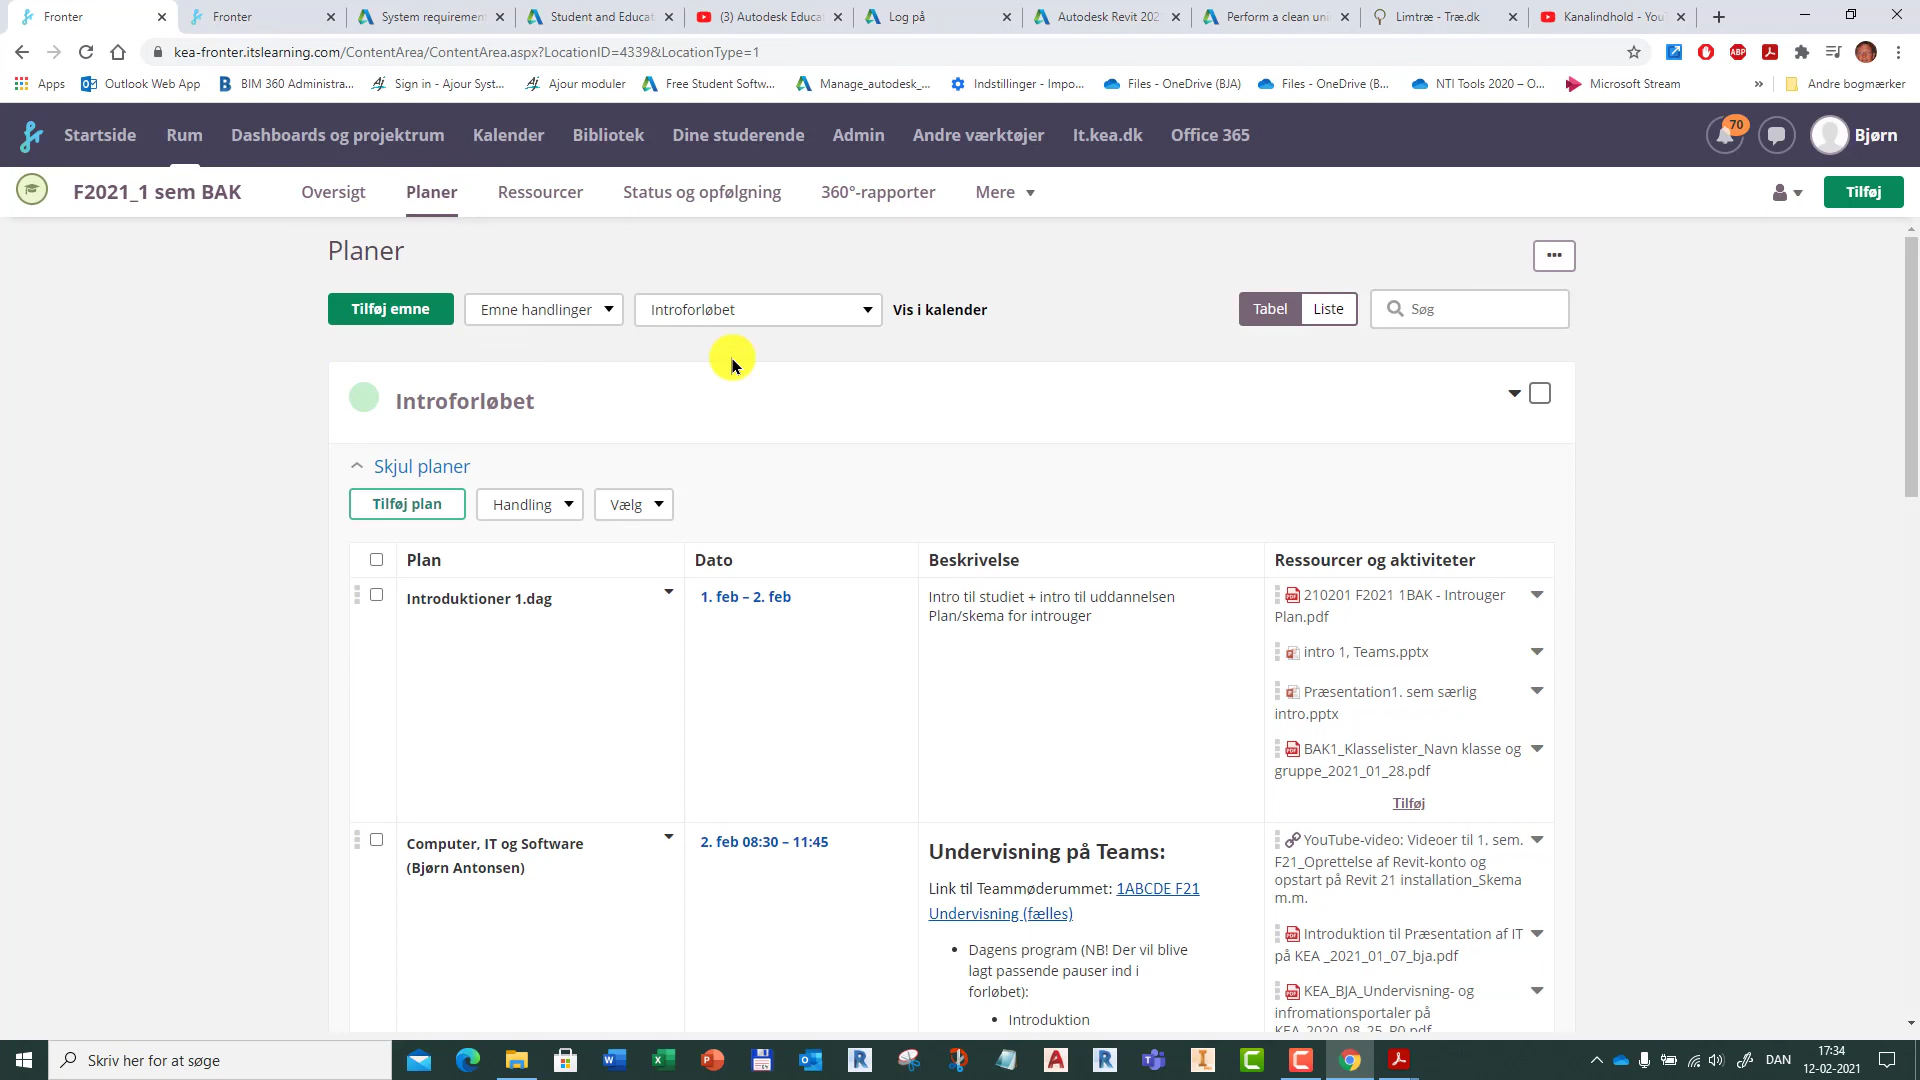 Fronter
Fronter
System requirement
Student and Educat
(3) Autodesk Educa
Log på
Autodesk Revit 202
Perform a clean uni
Limtræ - Træ.dk
Kanalindhold - You
kea-fronter.itslearning.com/ContentArea/ContentArea.aspx?LocationID=4339&LocationType=1
Apps
Outlook Web App
BIM 360 Administra...
Sign in - Ajour Syst...
Ajour moduler
Free Student Softw...
Manage_autodesk_...
Indstillinger - Impo...
Files - OneDrive (BJA)
Files - OneDrive (B...
NTI Tools 2020 – O...
Microsoft Stream
»
Andre bogmærker
Startside
Rum
Dashboards og projektrum
Kalender
Bibliotek
Dine studerende
Admin
Andre værktøjer
It.kea.dk
Office 365
70
Bjørn
F2021_1 sem BAK
Oversigt
Planer
Ressourcer
Status og opfølgning
360°-rapporter
Mere
Tilføj
Planer
Tilføj emne
Emne handlinger
Introforløbet
Vis i kalender
Tabel
Liste
Søg
Introforløbet
Skjul planer
Tilføj plan
Handling
Vælg
Plan
Dato
Beskrivelse
Ressourcer og aktiviteter
Introduktioner 1.dag
1. feb – 2. feb
Intro til studiet + intro til uddannelsen
Plan/skema for introuger
210201 F2021 1BAK - Introuger
Plan.pdf
intro 1, Teams.pptx
Præsentation1. sem særlig
intro.pptx
BAK1_Klasselister_Navn klasse og
gruppe_2021_01_28.pdf
Tilføj
Computer, IT og Software
(Bjørn Antonsen)
2. feb 08:30 – 11:45
Undervisning på Teams:
Link til Teammøderummet: 1ABCDE F21
Undervisning (fælles)
• Dagens program (NB! Der vil blive
lagt passende pauser ind i
forløbet):
• Introduktion
YouTube-video: Videoer til 1. sem.
F21_Oprettelse af Revit-konto og
opstart på Revit 21 installation_Skema
m.m.
Introduktion til Præsentation af IT
på KEA _2021_01_07_bja.pdf
KEA_BJA_Undervisning- og
infromationsportaler på
KEA_2020_08_25_R0.pdf
Skriv her for at søge
DAN
17:34
12-02-2021